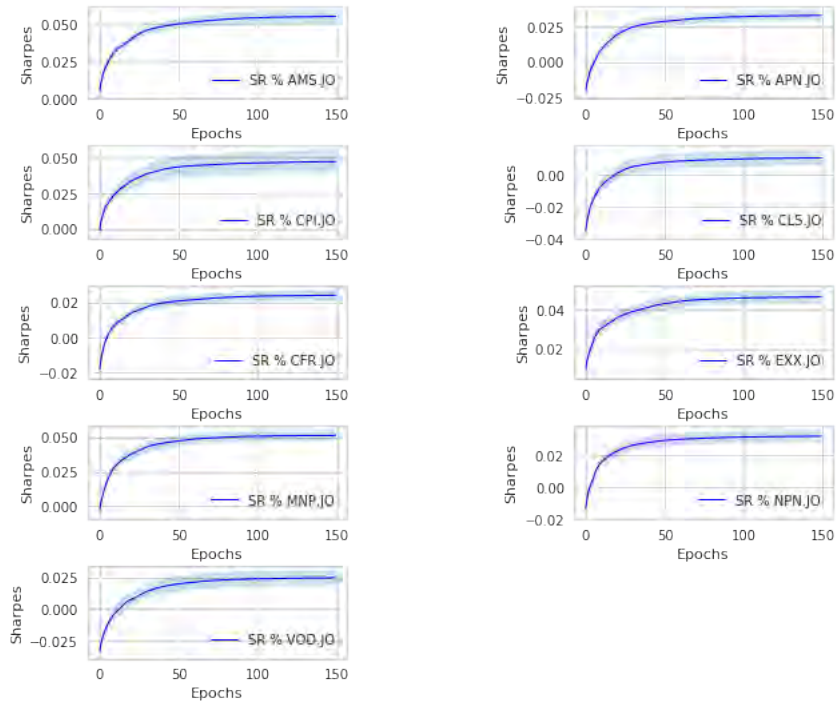 0.050
0.025
0.000
Sharpes
SR % AMS.JO
0 50 100 150
Epochs
0.025
0.000
−0.025
Sharpes
SR % APN.JO
0 50 100 150
Epochs
0.050
0.025
0.000
Sharpes
SR % CPI.JO
0 50 100 150
Epochs
0.00
−0.02
−0.04
Sharpes
SR % CLS.JO
0 50 100 150
Epochs
0.02
0.00
−0.02
Sharpes
SR % CFR.JO
0 50 100 150
Epochs
0.04
0.02
Sharpes
SR % EXX.JO
0 50 100 150
Epochs
0.050
0.025
0.000
Sharpes
SR % MNP.JO
0 50 100 150
Epochs
0.02
0.00
−0.02
Sharpes
SR % NPN.JO
0 50 100 150
Epochs
0.025
0.000
−0.025
Sharpes
SR % VOD.JO
0 50 100 150
Epochs